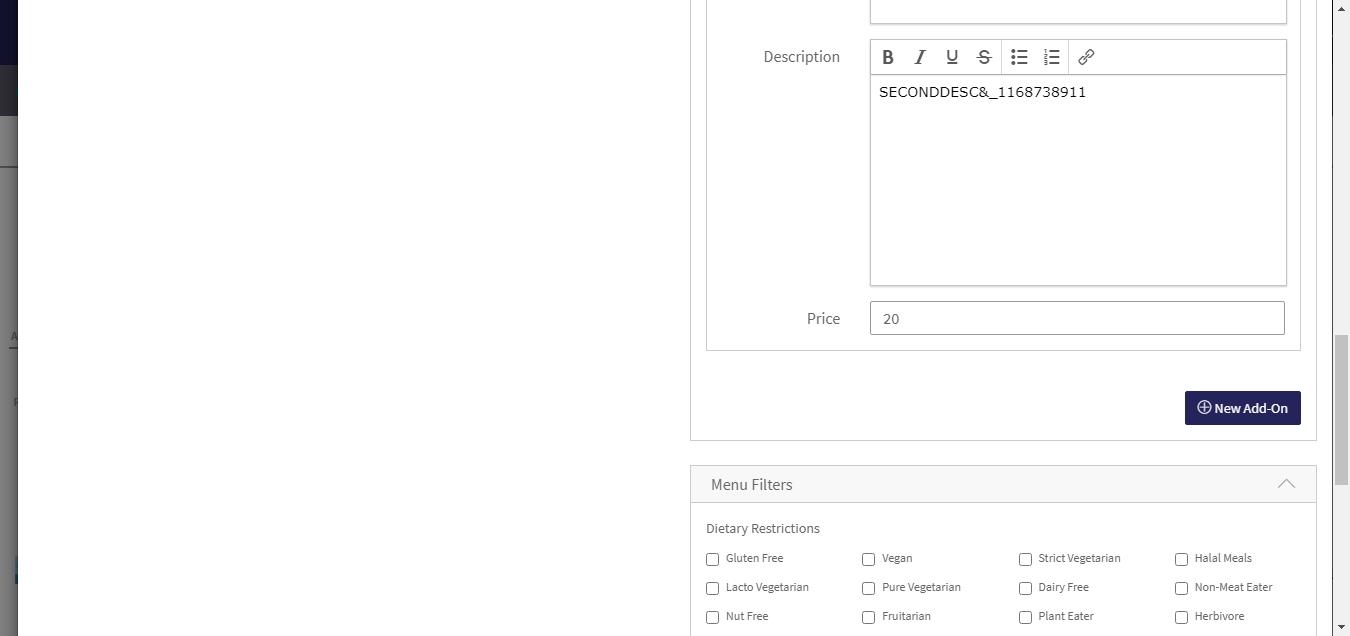 Description
B I U S
SECONDDESC&_1168738911
Price 20
New Add-On
Menu Filters
Dietary Restrictions
Gluten Free Vegan Strict Vegetarian Halal Meals
Lacto Vegetarian Pure Vegetarian Dairy Free Non-Meat Eater
Nut Free Fruitarian Plant Eater Herbivore